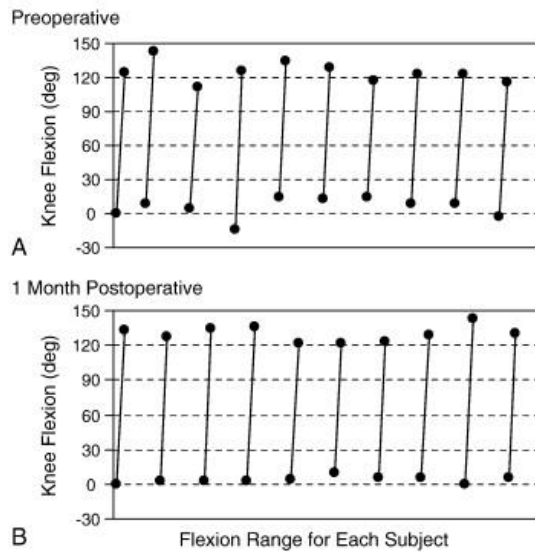 Preoperative
150
120
90
60
30
0
-30
Knee Flexion (deg)
A
1 Month Postoperative
150
120
90
60
30
0
-30
Knee Flexion (deg)
B
Flexion Range for Each Subject